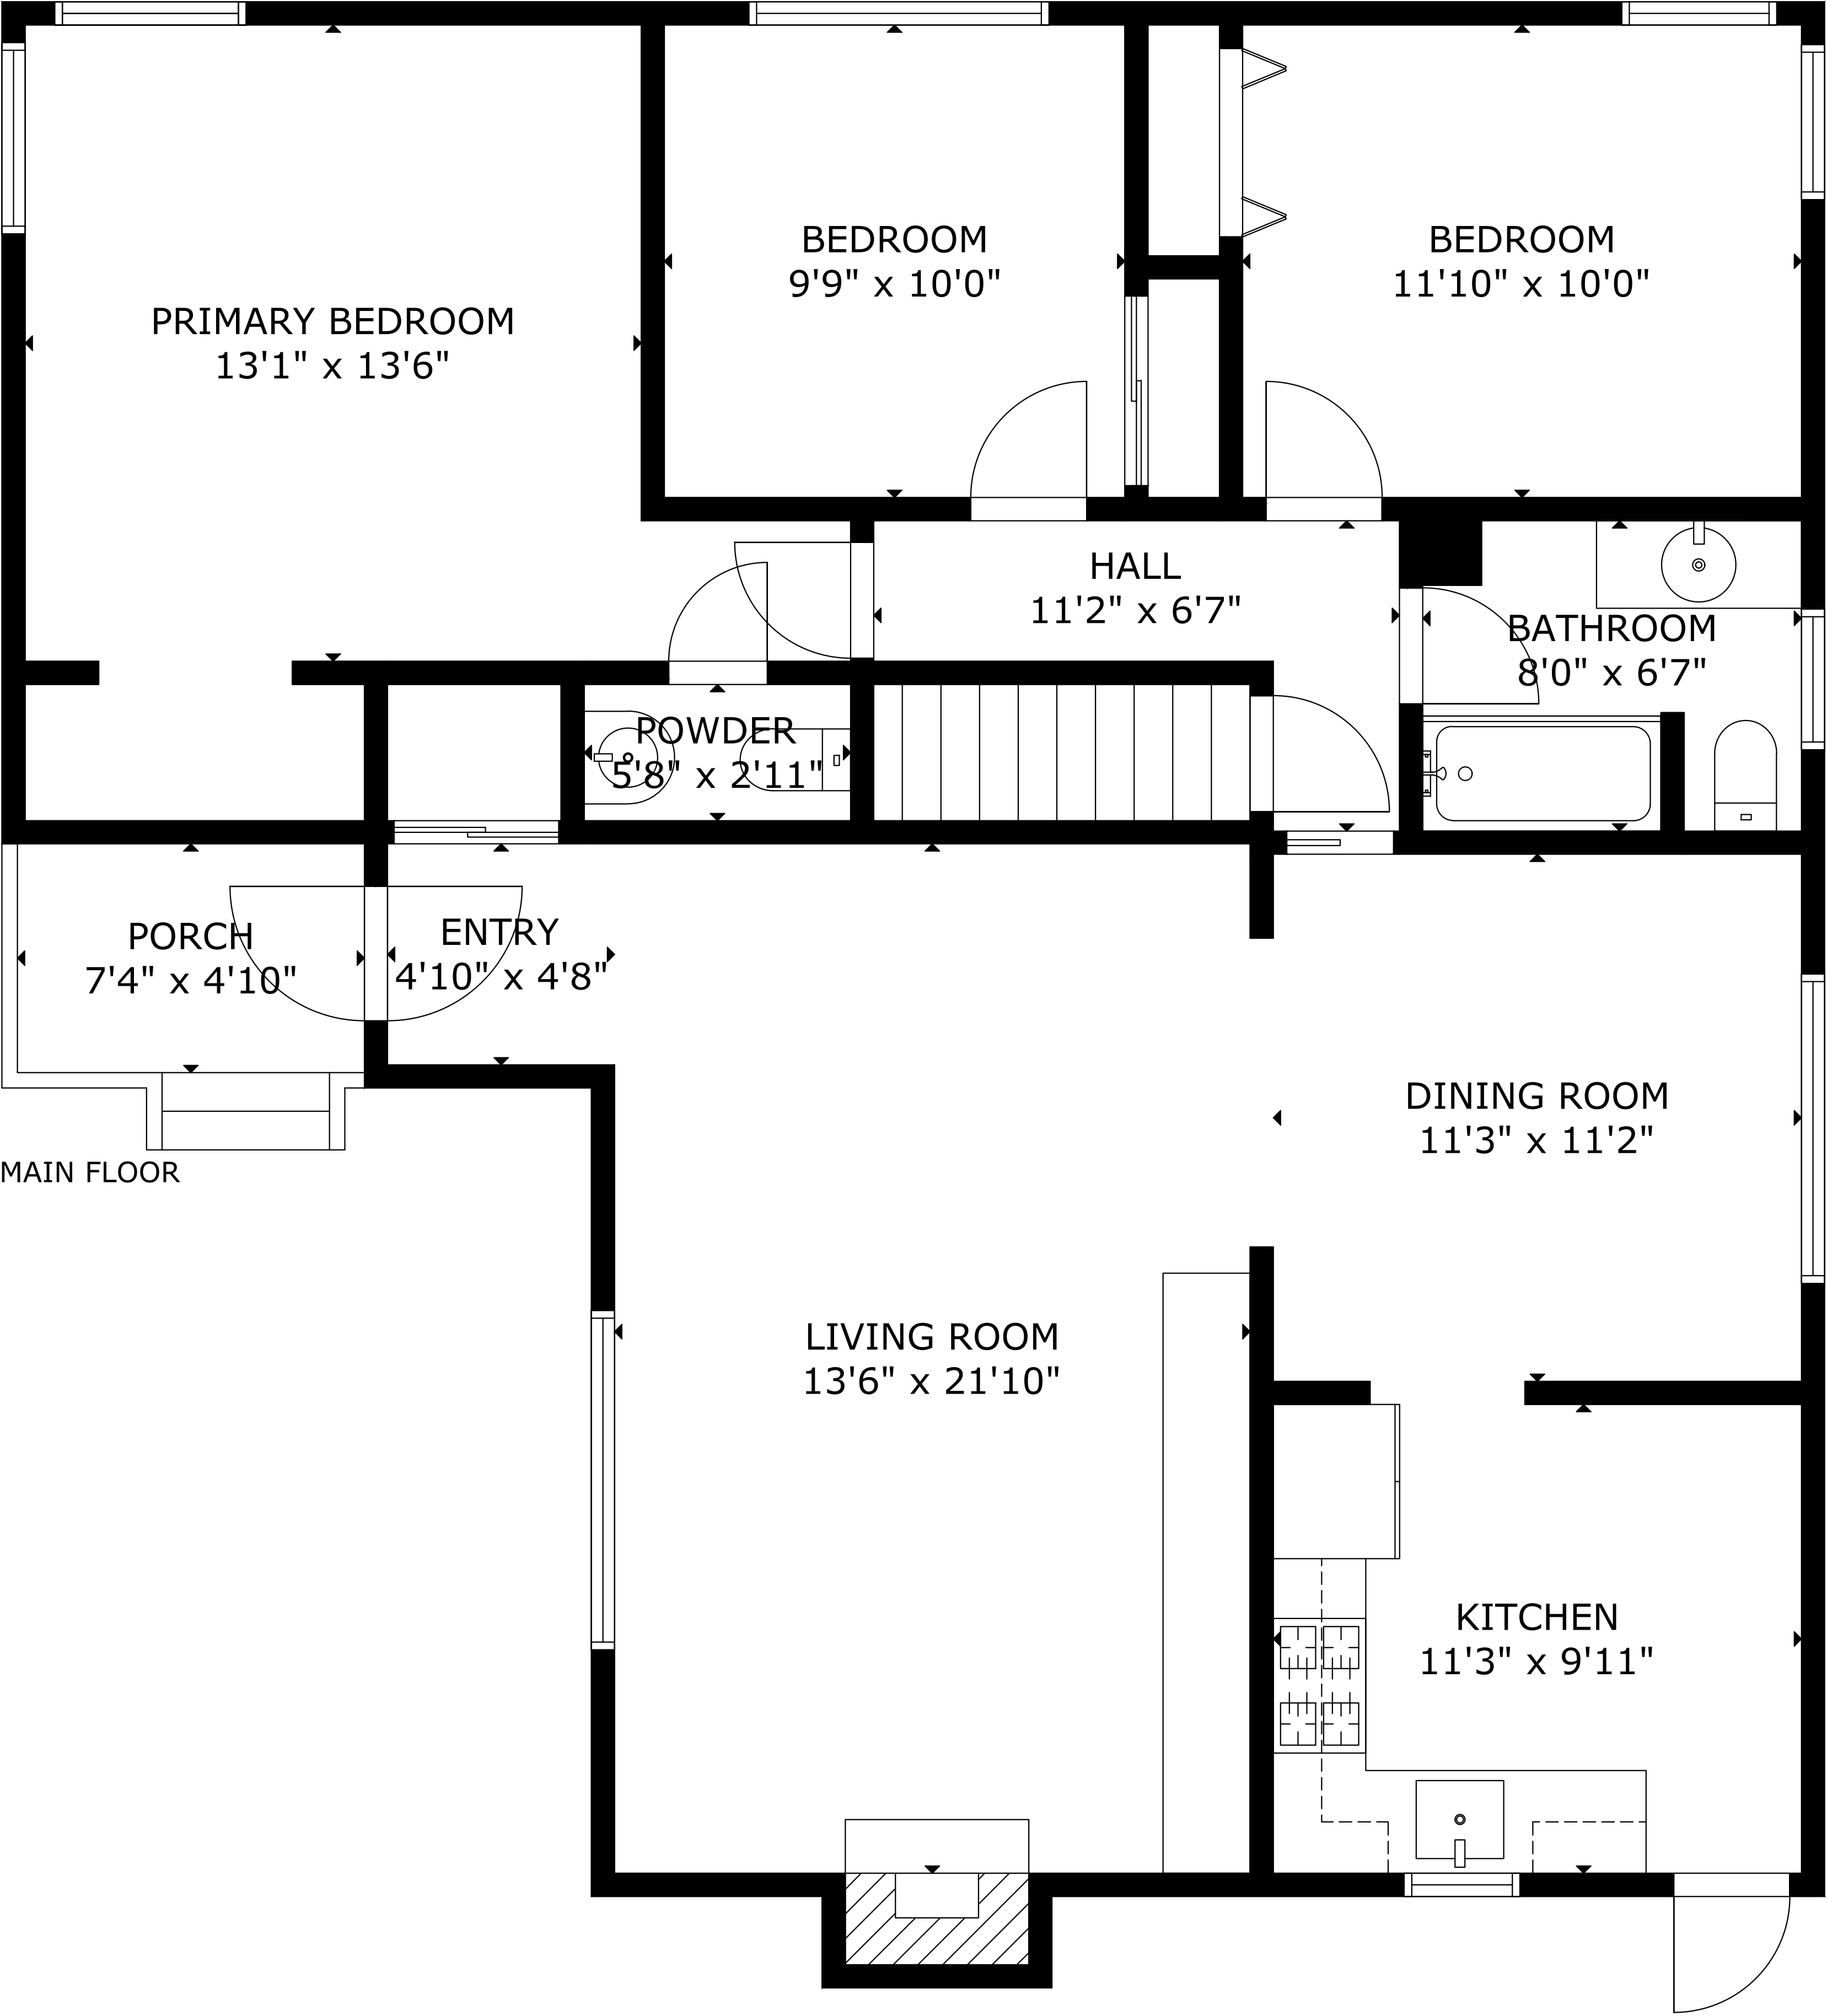 BEDROOM
9'9" x 10'0"
BEDROOM
11'10" x 10'0"
PRIMARY BEDROOM
13'1" x 13'6"
HALL
11'2" x 6'7"
BATHROOM
8'0" x 6'7"
POWDER
5'8" x 2'11"
PORCH
7'4" x 4'10"
ENTRY
4'10" x 4'8"
DINING ROOM
11'3" x 11'2"
MAIN FLOOR
LIVING ROOM
13'6" x 21'10"
KITCHEN
11'3" x 9'11"